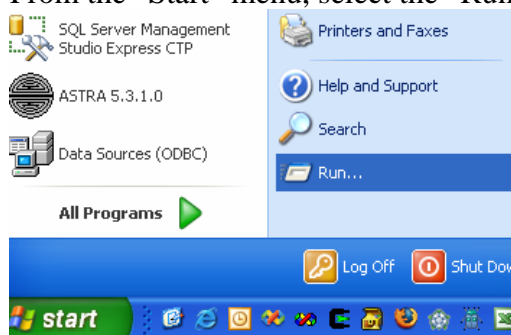 From the "Start" menu, select the "Run
SQL Server Management
Studio Express CTP
ASTRA 5.3.1.0
Data Sources (ODBC)
All Programs
Printers and Faxes
Help and Support
Search
Run...
Log Off
Shut Dow
start